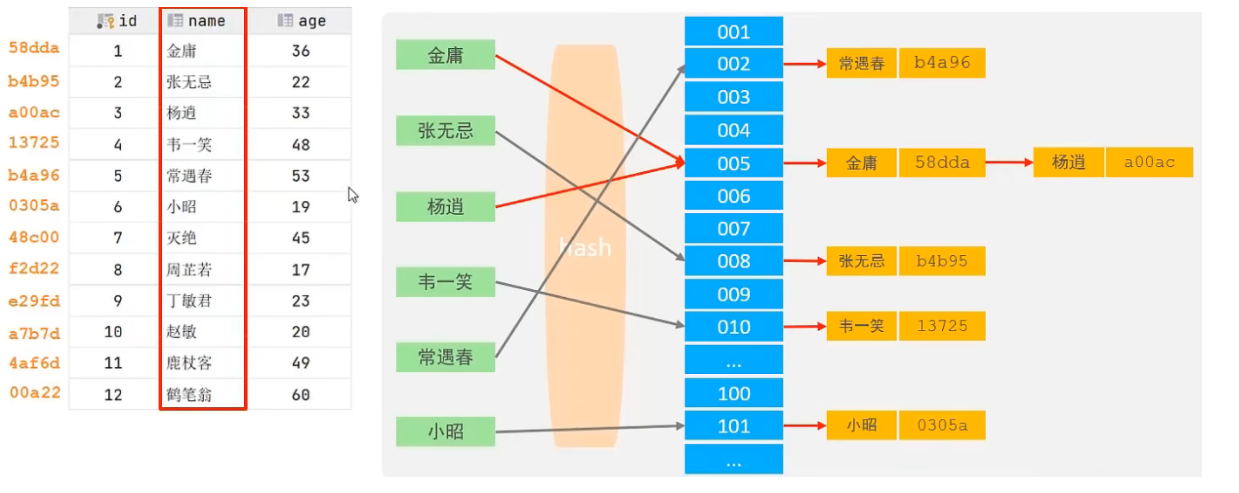 id name age
58dda 1 金庸 36
b4b95 2 张无忌 22
a00ac 3 杨逍 33
13725 4 韦一笑 48
b4a96 5 常遇春 53
0305a 6 小昭 19
48c00 7 灭绝 45
f2d22 8 周芷若 17
e29fd 9 丁敏君 23
a7b7d 10 赵敏 20
4af6d 11 鹿杖客 49
00a22 12 鹤笔翁 60
金庸
张无忌
杨逍
韦一笑
常遇春
小昭
hash
001
002 常遇春 b4a96
003
004
005 金庸 58dda 杨逍 a00ac
006
007
008 张无忌 b4b95
009
010 韦一笑 13725
...
100
101 小昭 0305a
...